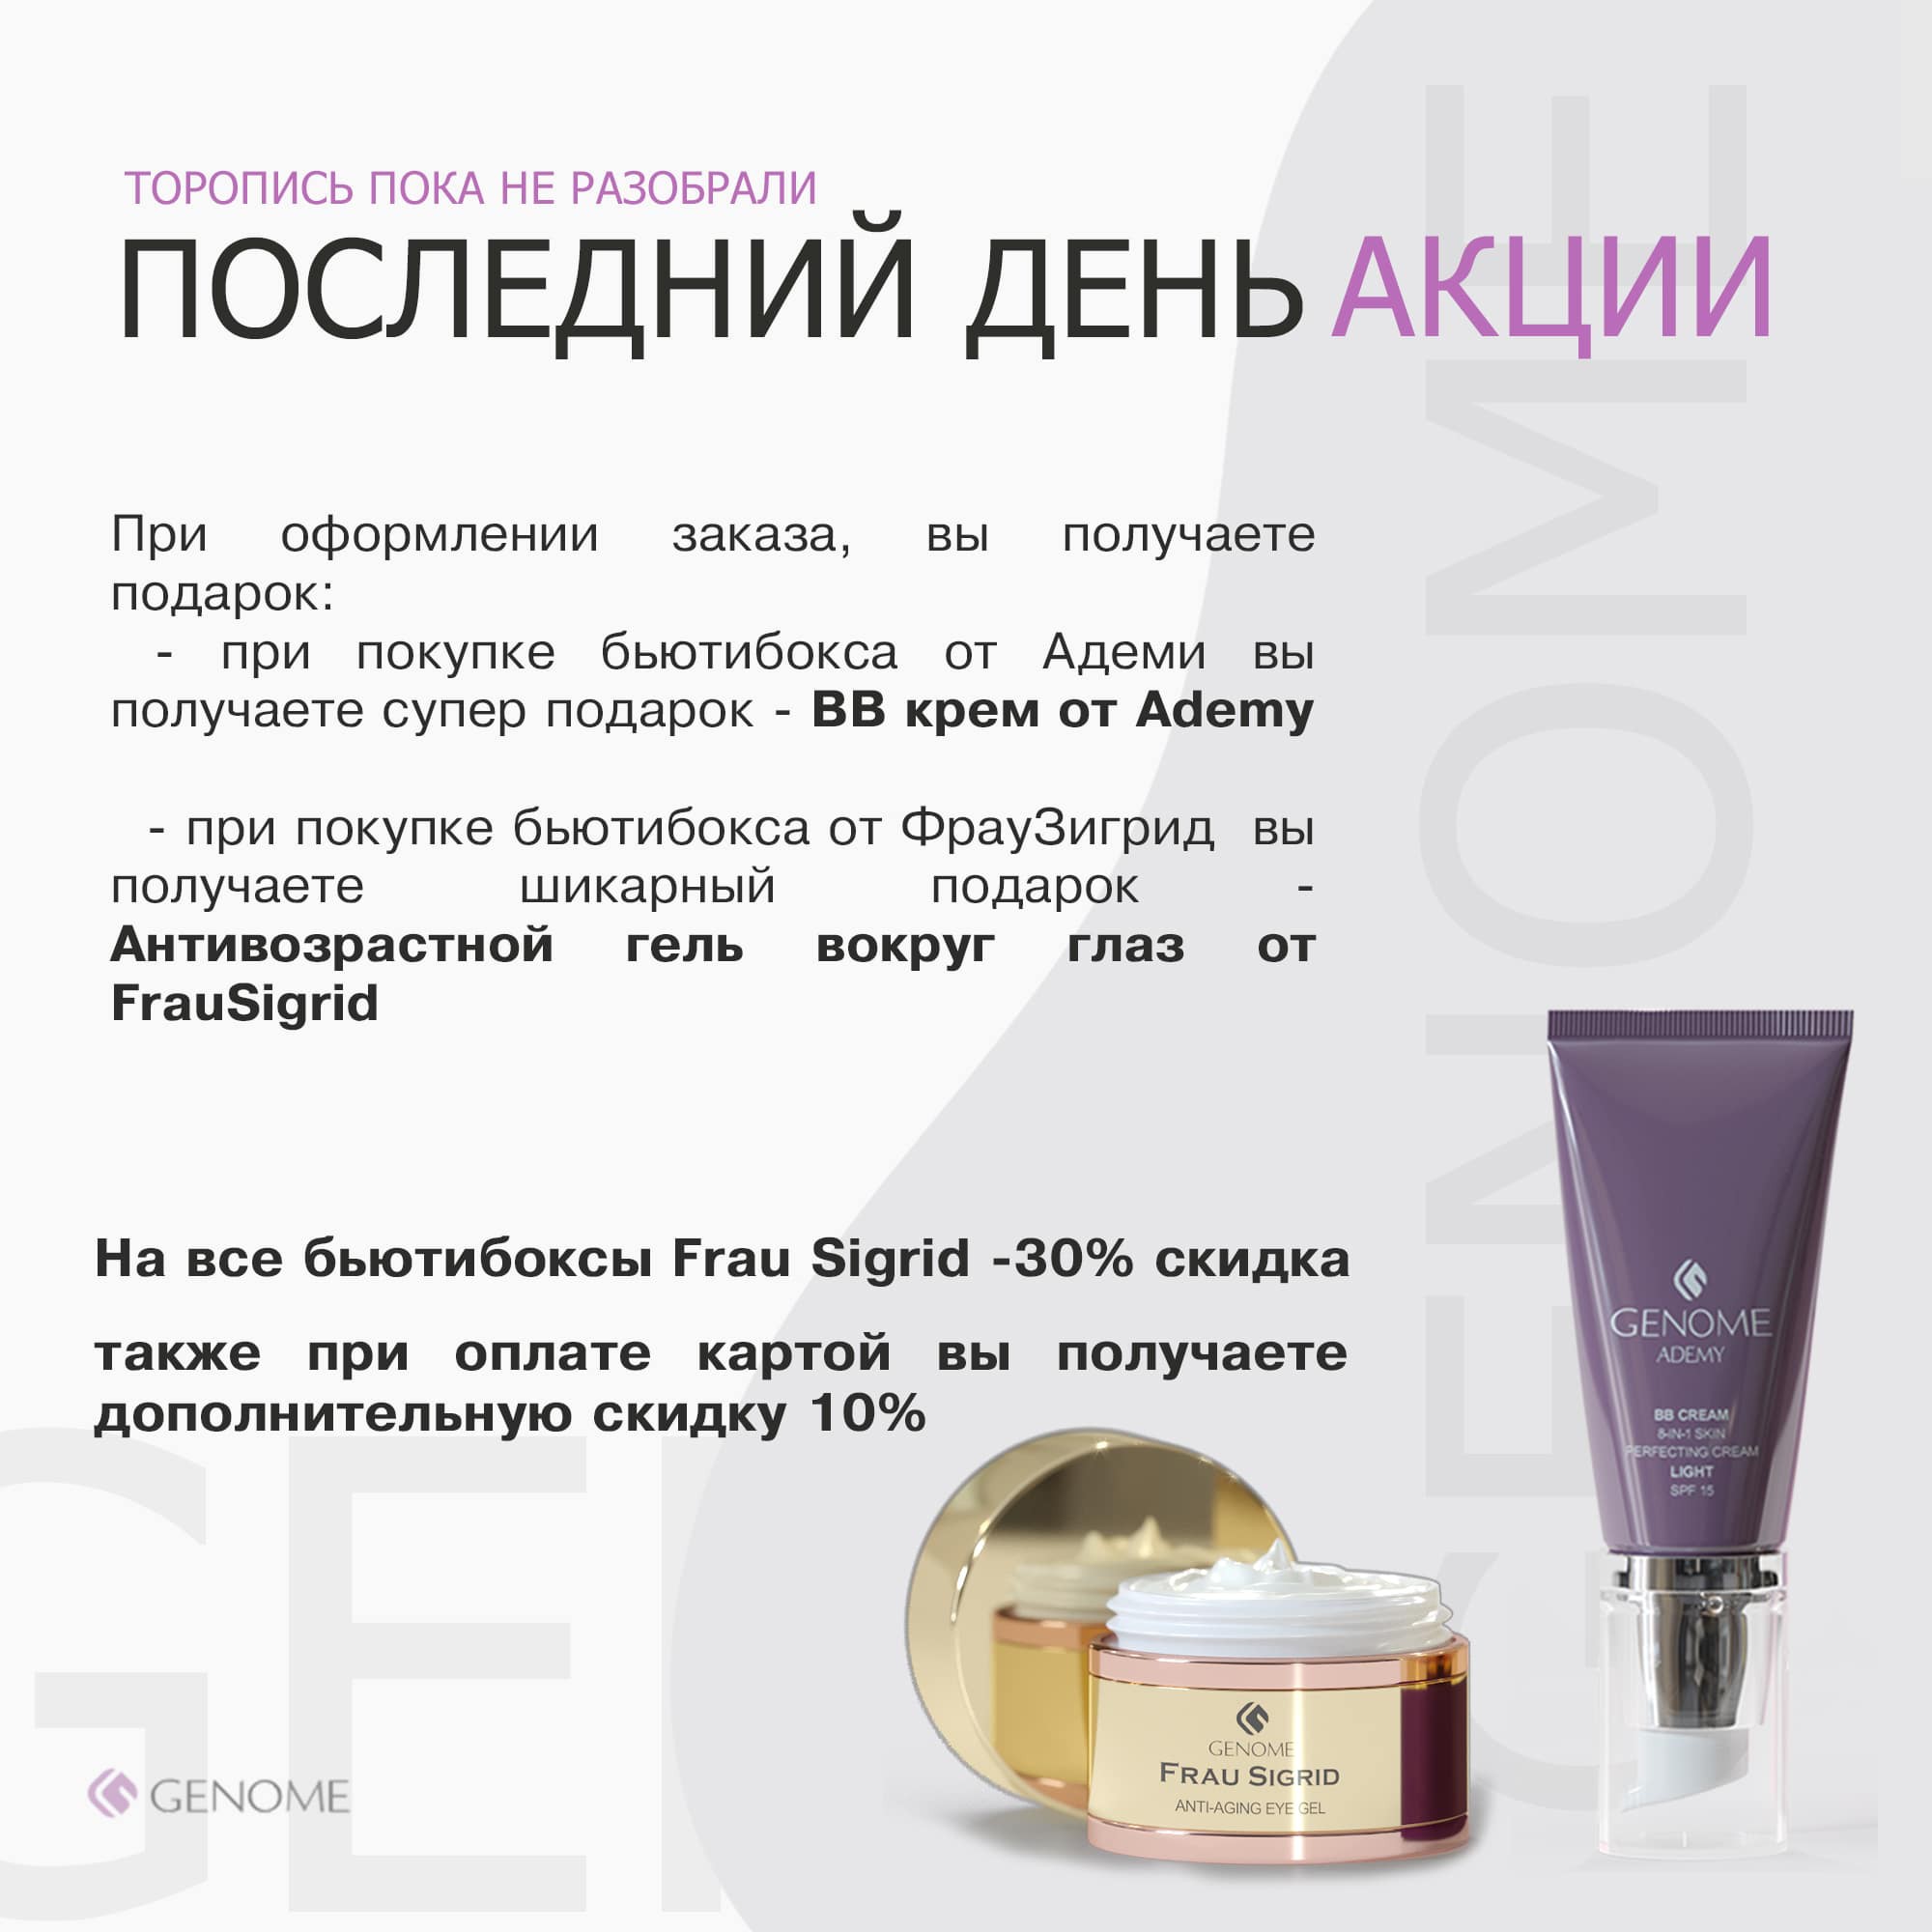 ТОРОПИСЬ ПОКА НЕ РАЗОБРАЛИ
ПОСЛЕДНИЙ ДЕНЬ АКЦИИ
При оформлении заказа, вы получаете
подарок:
- при покупке бьютибокса от Адеми вы
получаете супер подарок - BB крем от Ademy
- при покупке бьютибокса от ФрауЗигрид вы
получаете шикарный подарок -
Антивозрастной гель вокруг глаз от
FrauSigrid
На все бьютибоксы Frau Sigrid -30% скидка
также при оплате картой вы получаете
дополнительную скидку 10%
GENOME
ADEMY
BB CREAM
8-IN-1 SKIN
PERFECTING CREAM
LIGHT
SPF 15
GENOME
FRAU SIGRID
ANTI-AGING EYE GEL
GENOME
GENOME
GEN